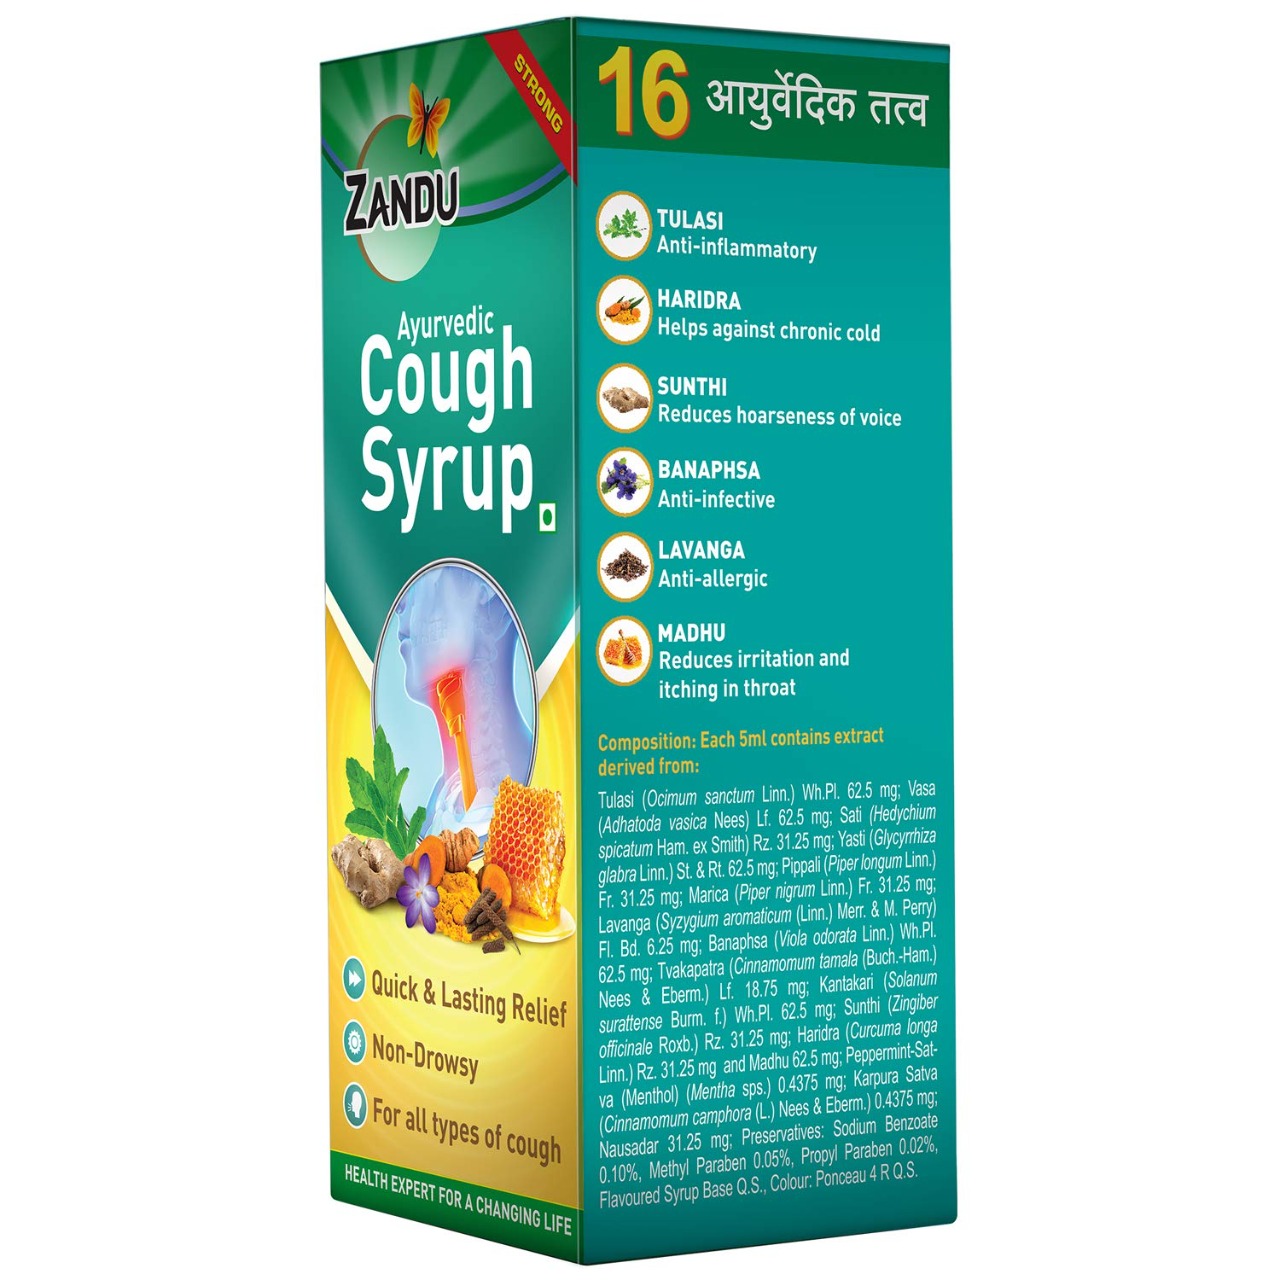 STRONG
ZANDU
Ayurvedic
Cough
Syrup
Quick & Lasting Relief
Non-Drowsy
For all types of cough
HEALTH EXPERT FOR A CHANGING LIFE
16 आयुर्वेदिक तत्व
TULASI
Anti-inflammatory
HARIDRA
Helps against chronic cold
SUNTHI
Reduces hoarseness of voice
BANAPHSA
Anti-infective
LAVANGA
Anti-allergic
MADHU
Reduces irritation and
itching in throat
Composition: Each 5ml contains extract
derived from:
Tulasi (Ocimum sanctum Linn.) Wh.Pl. 62.5 mg; Vasa
(Adhatoda vasica Nees) Lf. 62.5 mg; Sati (Hedychium
spicatum Ham. ex Smith) Rz. 31.25 mg; Yasti (Glycyrrhiza
glabra Linn.) St. & Rt. 62.5 mg; Pippali (Piper longum Linn.)
Fr. 31.25 mg; Marica (Piper nigrum Linn.) Fr. 31.25 mg;
Lavanga (Syzygium aromaticum (Linn.) Merr. & M. Perry)
Fl. Bd. 6.25 mg; Banaphsa (Viola odorata Linn.) Wh.Pl.
62.5 mg; Tvakapatra (Cinnamomum tamala (Buch.-Ham.)
Nees & Eberm.) Lf. 18.75 mg; Kantakari (Solanum
surattense Burm. f.) Wh.Pl. 62.5 mg; Sunthi (Zingiber
officinale Roxb.) Rz. 31.25 mg; Haridra (Curcuma longa
Linn.) Rz. 31.25 mg and Madhu 62.5 mg; Peppermint-Sat-
va (Menthol) (Mentha sps.) 0.4375 mg; Karpura Satva
(Cinnamomum camphora (L.) Nees & Eberm.) 0.4375 mg;
Nausadar 31.25 mg; Preservatives: Sodium Benzoate
0.10%, Methyl Paraben 0.05%, Propyl Paraben 0.02%,
Flavoured Syrup Base Q.S., Colour: Ponceau 4 R Q.S.